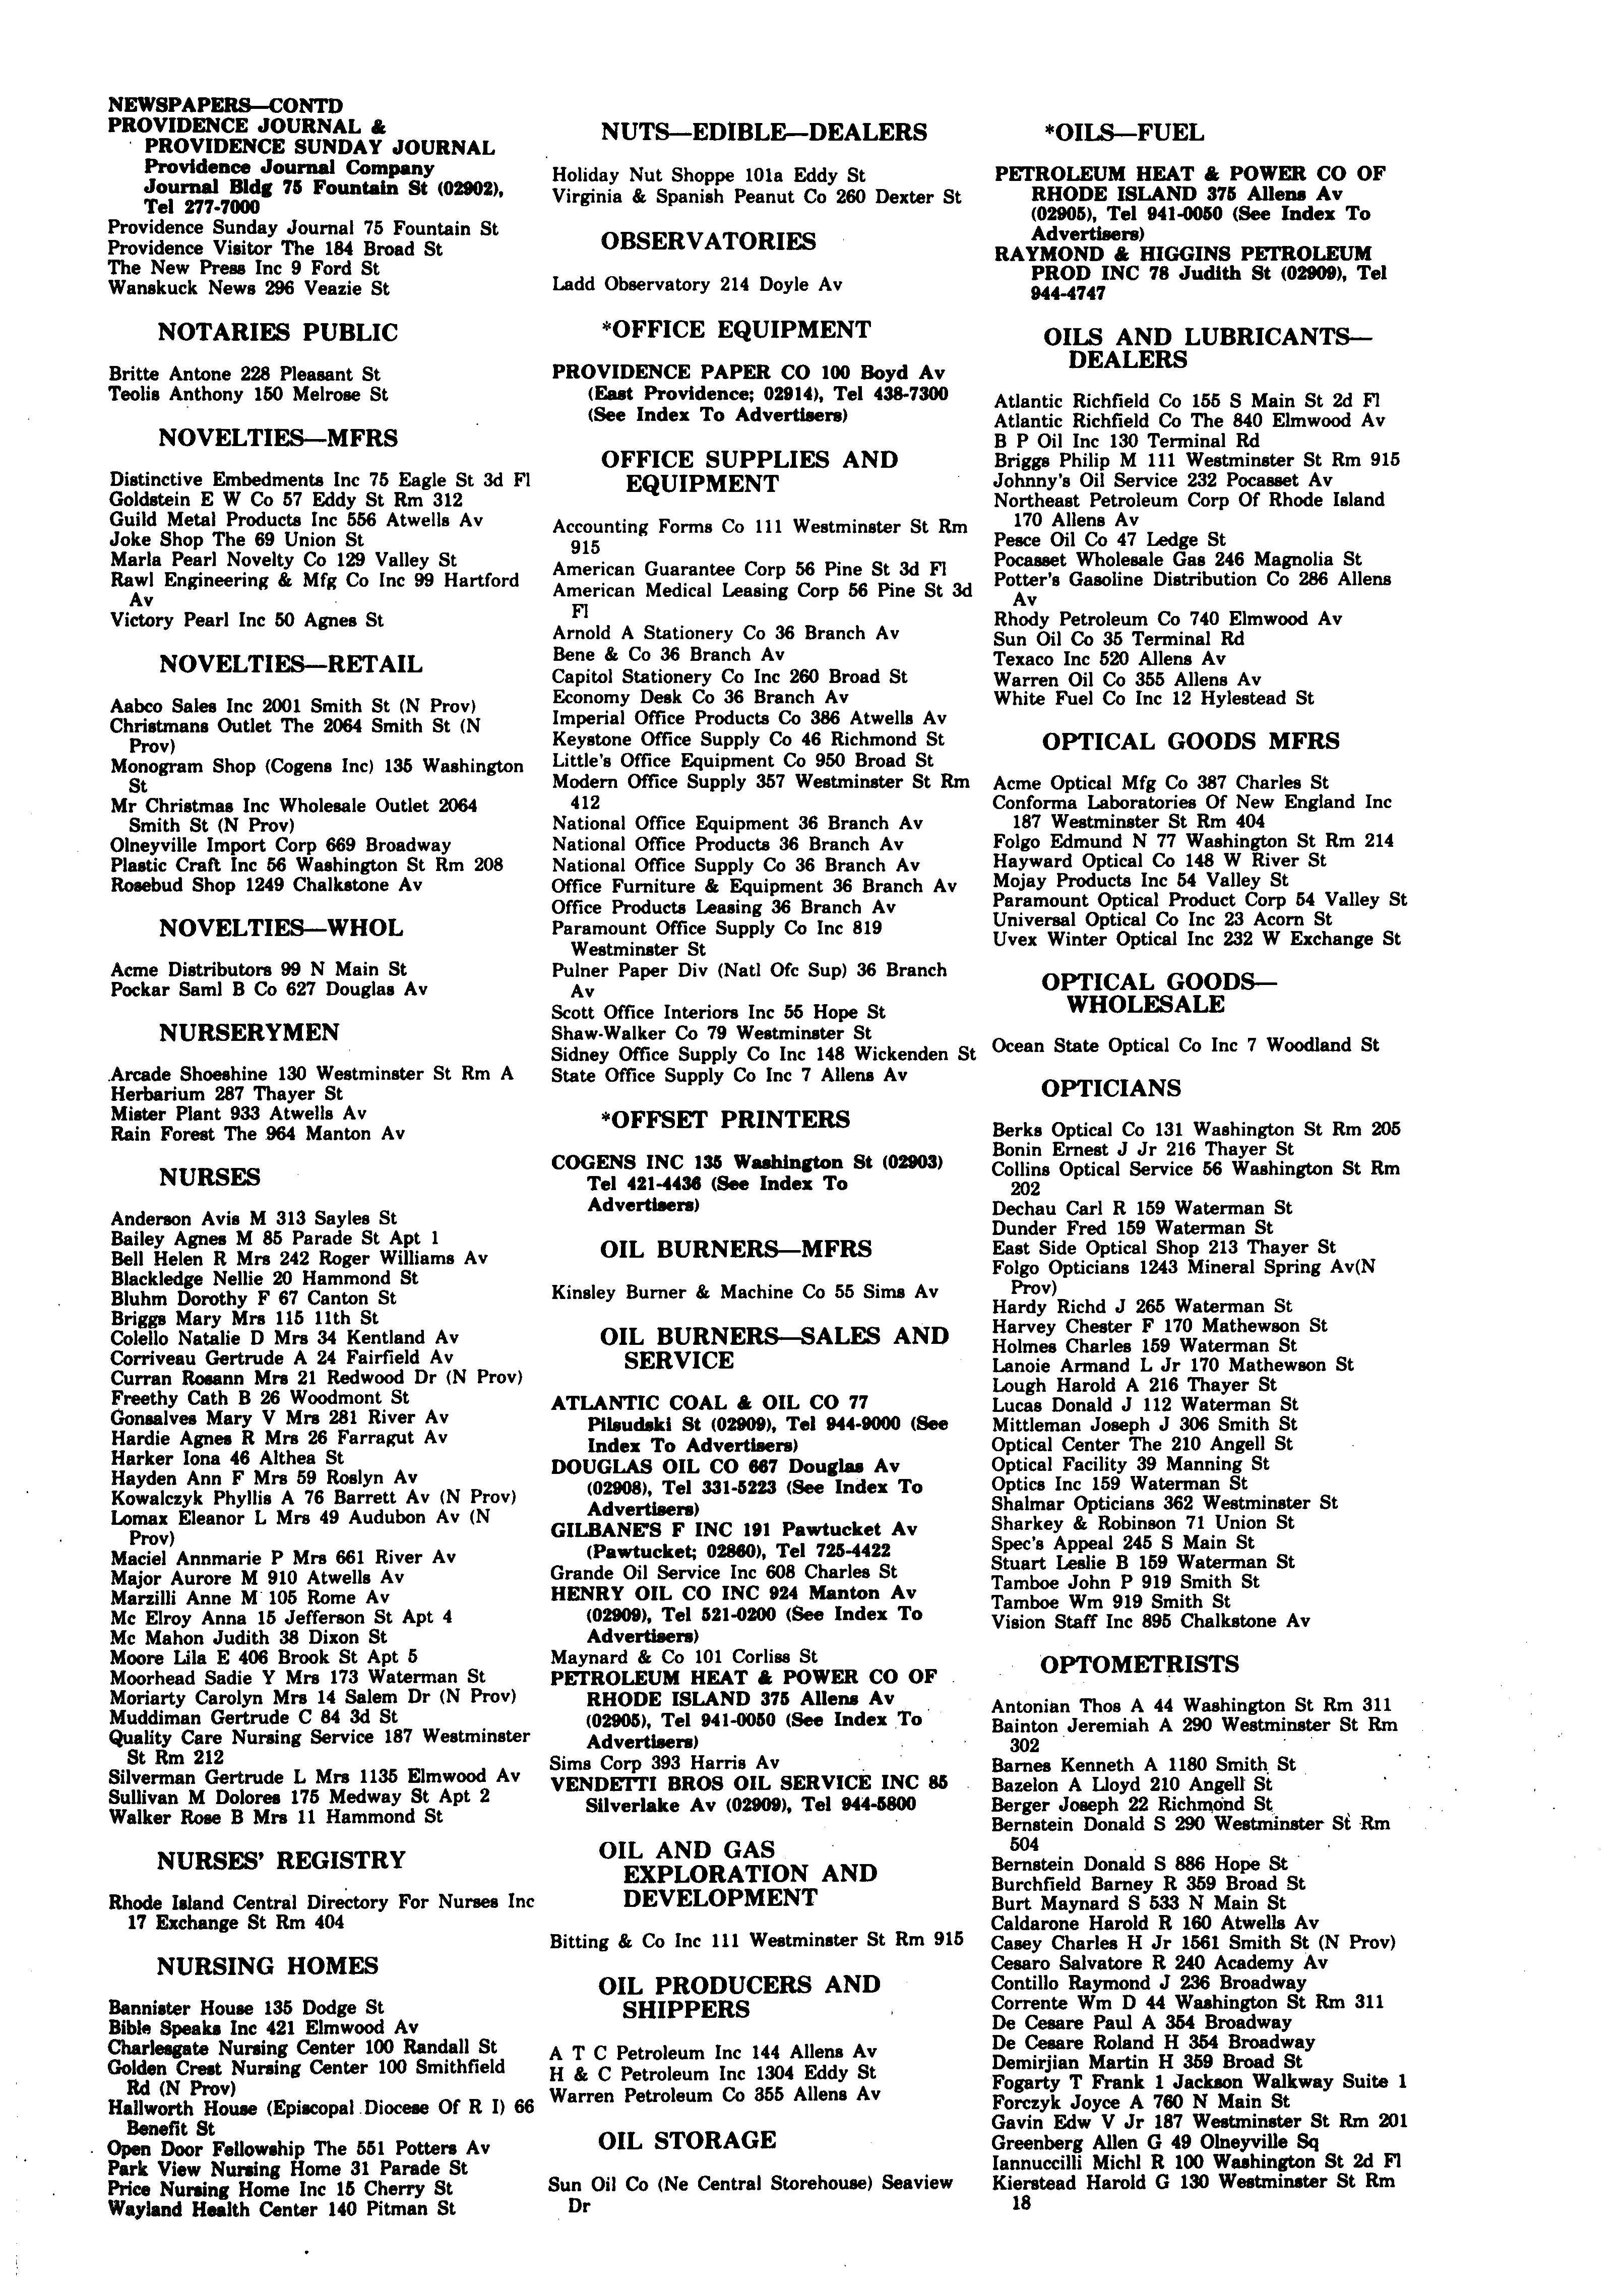 NEWSPAPERS—CONTD
PROVIDENCE JOURNAL &
PROVIDENCE SUNDAY JOURNAL
Providence Journal Company
Journal Bldg 75 Fountain St (02902),
Tel 277-7000
Providence Sunday Journal 75 Fountain St
Providence Visitor The 184 Broad St
The New Press Inc 9 Ford St
Wanskuck News 296 Veazie St
NOTARIES PUBLIC
Britte Antone 228 Pleasant St
Teolis Anthony 150 Melrose St
NOVELTIES—MFRS
Distinctive Embedments Inc 75 Eagle St 3d Fl
Goldstein E W Co 57 Eddy St Rm 312
Guild Metal Products Inc 556 Atwells Av
Joke Shop The 69 Union St
Marla Pearl Novelty Co 129 Valley St
Rawl Engineering & Mfg Co Inc 99 Hartford
Av
Victory Pearl Inc 50 Agnes St
NOVELTIES—RETAIL
Aabco Sales Inc 2001 Smith St (N Prov)
Christmans Outlet The 2064 Smith St (N
Prov)
Monogram Shop (Cogens Inc) 135 Washington
St
Mr Christmas Inc Wholesale Outlet 2064
Smith St (N Prov)
Olneyville Import Corp 669 Broadway
Plastic Craft Inc 56 Washington St Rm 208
Rosebud Shop 1249 Chalkstone Av
NOVELTIES—WHOL
Acme Distributors 99 N Main St
Pockar Saml B Co 627 Douglas Av
NURSERYMEN
Arcade Shoeshine 130 Westminster St Rm A
Herbarium 287 Thayer St
Mister Plant 933 Atwells Av
Rain Forest The 964 Manton Av
NURSES
Anderson Avis M 313 Sayles St
Bailey Agnes M 85 Parade St Apt 1
Bell Helen R Mrs 242 Roger Williams Av
Blackledge Nellie 20 Hammond St
Bluhm Dorothy F 67 Canton St
Briggs Mary Mrs 115 11th St
Colello Natalie D Mrs 34 Kentland Av
Corriveau Gertrude A 24 Fairfield Av
Curran Rosann Mrs 21 Redwood Dr (N Prov)
Freethy Cath B 26 Woodmont St
Gonsalves Mary V Mrs 281 River Av
Hardie Agnes R Mrs 26 Farragut Av
Harker Iona 46 Althea St
Hayden Ann F Mrs 59 Roslyn Av
Kowalczyk Phyllis A 76 Barrett Av (N Prov)
Lomax Eleanor L Mrs 49 Audubon Av (N
Prov)
Maciel Annmarie P Mrs 661 River Av
Major Aurore M 910 Atwells Av
Marzilli Anne M 105 Rome Av
Mc Elroy Anna 15 Jefferson St Apt 4
Mc Mahon Judith 38 Dixon St
Moore Lila E 406 Brook St Apt 5
Moorhead Sadie Y Mrs 173 Waterman St
Moriarty Carolyn Mrs 14 Salem Dr (N Prov)
Muddiman Gertrude C 84 3d St
Quality Care Nursing Service 187 Westminster
St Rm 212
Silverman Gertrude L Mrs 1135 Elmwood Av
Sullivan M Dolores 175 Medway St Apt 2
Walker Rose B Mrs 11 Hammond St
NURSES' REGISTRY
Rhode Island Central Directory For Nurses Inc
17 Exchange St Rm 404
NURSING HOMES
Bannister House 135 Dodge St
Bible Speaks Inc 421 Elmwood Av
Charlesgate Nursing Center 100 Randall St
Golden Crest Nursing Center 100 Smithfield
Rd (N Prov)
Hallworth House (Episcopal Diocese Of R I) 66
Benefit St
Open Door Fellowship The 551 Potters Av
Park View Nursing Home 31 Parade St
Price Nursing Home Inc 15 Cherry St
Wayland Health Center 140 Pitman St
NUTS—EDIBLE—DEALERS
Holiday Nut Shoppe 101a Eddy St
Virginia & Spanish Peanut Co 260 Dexter St
OBSERVATORIES
Ladd Observatory 214 Doyle Av
*OFFICE EQUIPMENT
PROVIDENCE PAPER CO 100 Boyd Av
(East Providence; 02914), Tel 438-7300
(See Index To Advertisers)
OFFICE SUPPLIES AND
EQUIPMENT
Accounting Forms Co 111 Westminster St Rm
915
American Guarantee Corp 56 Pine St 3d Fl
American Medical Leasing Corp 56 Pine St 3d
Fl
Arnold A Stationery Co 36 Branch Av
Bene & Co 36 Branch Av
Capitol Stationery Co Inc 260 Broad St
Economy Desk Co 36 Branch Av
Imperial Office Products Co 386 Atwells Av
Keystone Office Supply Co 46 Richmond St
Little's Office Equipment Co 950 Broad St
Modern Office Supply 357 Westminster St Rm
412
National Office Equipment 36 Branch Av
National Office Products 36 Branch Av
National Office Supply Co 36 Branch Av
Office Furniture & Equipment 36 Branch Av
Office Products Leasing 36 Branch Av
Paramount Office Supply Co Inc 819
Westminster St
Pulner Paper Div (Natl Ofc Sup) 36 Branch
Av
Scott Office Interiors Inc 55 Hope St
Shaw-Walker Co 79 Westminster St
Sidney Office Supply Co Inc 148 Wickenden St
State Office Supply Co Inc 7 Allens Av
*OFFSET PRINTERS
COGENS INC 135 Washington St (02903)
Tel 421-4436 (See Index To
Advertisers)
OIL BURNERS—MFRS
Kinsley Burner & Machine Co 55 Sims Av
OIL BURNERS—SALES AND
SERVICE
ATLANTIC COAL & OIL CO 77
Pilsudski St (02909), Tel 944-9000 (See
Index To Advertisers)
DOUGLAS OIL CO 667 Douglas Av
(02908), Tel 331-5223 (See Index To
Advertisers)
GILBANE'S F INC 191 Pawtucket Av
(Pawtucket; 02860), Tel 725-4422
Grande Oil Service Inc 608 Charles St
HENRY OIL CO INC 924 Manton Av
(02909), Tel 521-0200 (See Index To
Advertisers)
Maynard & Co 101 Corliss St
PETROLEUM HEAT & POWER CO OF
RHODE ISLAND 375 Allens Av
(02905), Tel 941-0050 (See Index To
Advertisers)
Sims Corp 393 Harris Av
VENDETTI BROS OIL SERVICE INC 85
Silverlake Av (02909), Tel 944-5800
OIL AND GAS
EXPLORATION AND
DEVELOPMENT
Bitting & Co Inc 111 Westminster St Rm 915
OIL PRODUCERS AND
SHIPPERS
A T C Petroleum Inc 144 Allens Av
H & C Petroleum Inc 1304 Eddy St
Warren Petroleum Co 355 Allens Av
OIL STORAGE
Sun Oil Co (Ne Central Storehouse) Seaview
Dr
*OILS—FUEL
PETROLEUM HEAT & POWER CO OF
RHODE ISLAND 375 Allens Av
(02905), Tel 941-0050 (See Index To
Advertisers)
RAYMOND & HIGGINS PETROLEUM
PROD INC 78 Judith St (02909), Tel
944-4747
OILS AND LUBRICANTS—
DEALERS
Atlantic Richfield Co 155 S Main St 2d Fl
Atlantic Richfield Co The 840 Elmwood Av
B P Oil Inc 130 Terminal Rd
Briggs Philip M 111 Westminster St Rm 915
Johnny's Oil Service 232 Pocasset Av
Northeast Petroleum Corp Of Rhode Island
170 Allens Av
Pesce Oil Co 47 Ledge St
Pocasset Wholesale Gas 246 Magnolia St
Potter's Gasoline Distribution Co 286 Allens
Av
Rhody Petroleum Co 740 Elmwood Av
Sun Oil Co 35 Terminal Rd
Texaco Inc 520 Allens Av
Warren Oil Co 355 Allens Av
White Fuel Co Inc 12 Hylestead St
OPTICAL GOODS MFRS
Acme Optical Mfg Co 387 Charles St
Conforma Laboratories Of New England Inc
187 Westminster St Rm 404
Folgo Edmund N 77 Washington St Rm 214
Hayward Optical Co 148 W River St
Mojay Products Inc 54 Valley St
Paramount Optical Product Corp 54 Valley St
Universal Optical Co Inc 23 Acorn St
Uvex Winter Optical Inc 232 W Exchange St
OPTICAL GOODS—
WHOLESALE
Ocean State Optical Co Inc 7 Woodland St
OPTICIANS
Berks Optical Co 131 Washington St Rm 205
Bonin Ernest J Jr 216 Thayer St
Collins Optical Service 56 Washington St Rm
202
Dechau Carl R 159 Waterman St
Dunder Fred 159 Waterman St
East Side Optical Shop 213 Thayer St
Folgo Opticians 1243 Mineral Spring Av(N
Prov)
Hardy Richd J 265 Waterman St
Harvey Chester F 170 Mathewson St
Holmes Charles 159 Waterman St
Lanoie Armand L Jr 170 Mathewson St
Lough Harold A 216 Thayer St
Lucas Donald J 112 Waterman St
Mittleman Joseph J 306 Smith St
Optical Center The 210 Angell St
Optical Facility 39 Manning St
Optics Inc 159 Waterman St
Shalmar Opticians 362 Westminster St
Sharkey & Robinson 71 Union St
Spec's Appeal 245 S Main St
Stuart Leslie B 159 Waterman St
Tamboe John P 919 Smith St
Tamboe Wm 919 Smith St
Vision Staff Inc 895 Chalkstone Av
OPTOMETRISTS
Antonian Thos A 44 Washington St Rm 311
Bainton Jeremiah A 290 Westminster St Rm
302
Barnes Kenneth A 1180 Smith St
Bazelon A Lloyd 210 Angell St
Berger Joseph 22 Richmond St
Bernstein Donald S 290 Westminster St Rm
504
Bernstein Donald S 886 Hope St
Burchfield Barney R 359 Broad St
Burt Maynard S 533 N Main St
Caldarone Harold R 160 Atwells Av
Casey Charles H Jr 1561 Smith St (N Prov)
Cesaro Salvatore R 240 Academy Av
Contillo Raymond J 236 Broadway
Corrente Wm D 44 Washington St Rm 311
De Cesare Paul A 354 Broadway
De Cesare Roland H 354 Broadway
Demirjian Martin H 359 Broad St
Fogarty T Frank 1 Jackson Walkway Suite 1
Forczyk Joyce A 760 N Main St
Gavin Edw V Jr 187 Westminster St Rm 201
Greenberg Allen G 49 Olneyville Sq
Iannuccilli Michl R 100 Washington St 2d Fl
Kierstead Harold G 130 Westminster St Rm
18